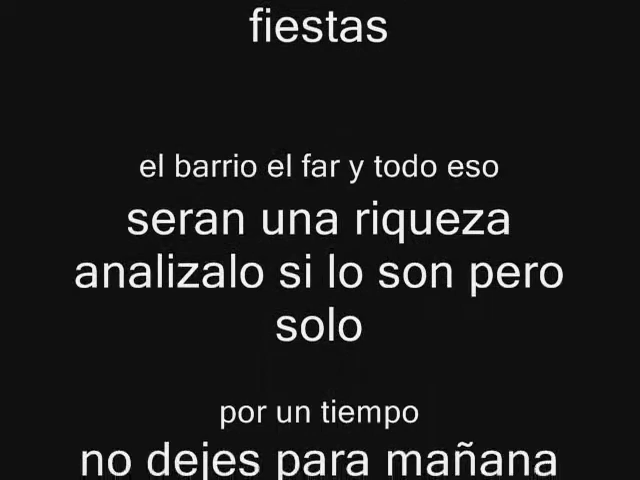 fiestas
el barrio el far y todo eso
seran una riqueza
analizalo si lo son pero
solo
por un tiempo
no dejes para mañana